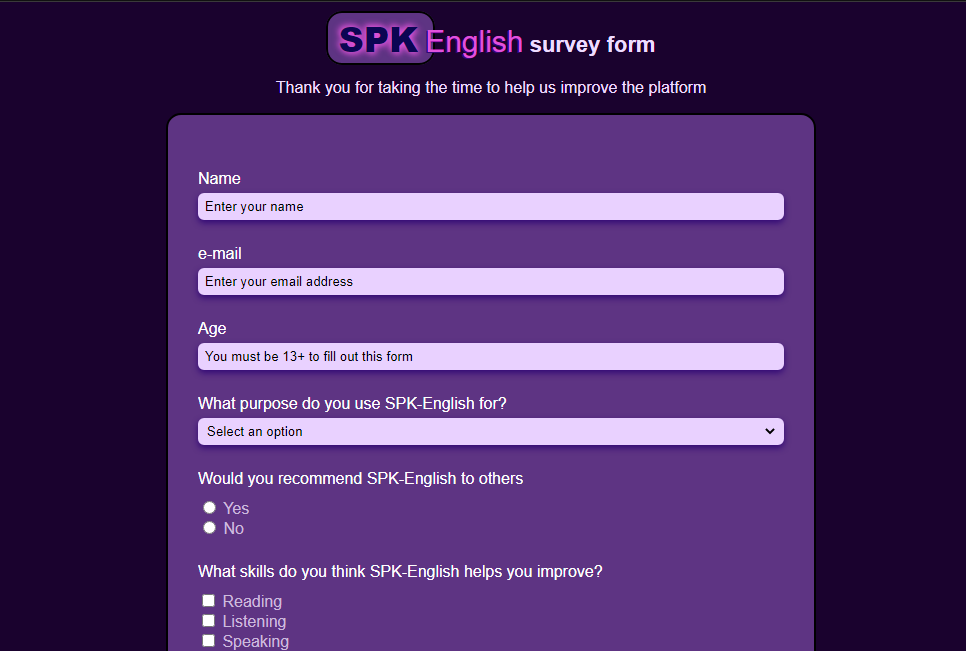 SPK English survey form
Thank you for taking the time to help us improve the platform
Name
Enter your name
e-mail
Enter your email address
Age
You must be 13+ to fill out this form
What purpose do you use SPK-English for?
Select an option
Would you recommend SPK-English to others
Yes
No
What skills do you think SPK-English helps you improve?
Reading
Listening
Speaking